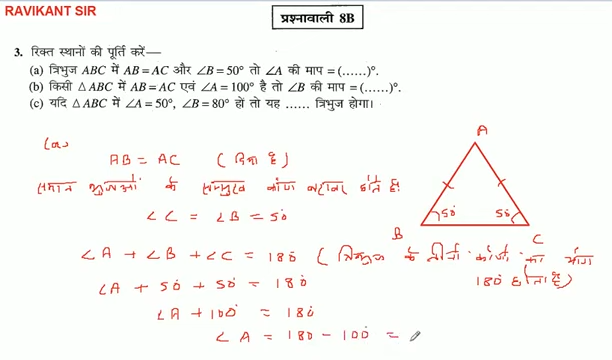 RAVIKANT SIR
प्रश्नावली 8B
3. रिक्त स्थानों की पूर्ति करें—
(a) त्रिभुज ABC में AB = AC और ∠B = 50° तो ∠A की माप = (......)°.
(b) किसी △ ABC में AB = AC एवं ∠A = 100° है तो ∠B की माप = (......)°.
(c) यदि △ ABC में ∠A = 50°, ∠B = 80° हों तो यह ...... त्रिभुज होगा।
(a)
AB = AC (दिया है)
समान भुजाओं के सम्मुख कोण बराबर होते हैं।
∠C = ∠B = 50°
∠A + ∠B + ∠C = 180° (त्रिभुज के तीनों कोणों का योग
180° होता है)
∠A + 50° + 50° = 180°
∠A + 100° = 180°
∠A = 180 - 100° =
A
50° 50°
B C